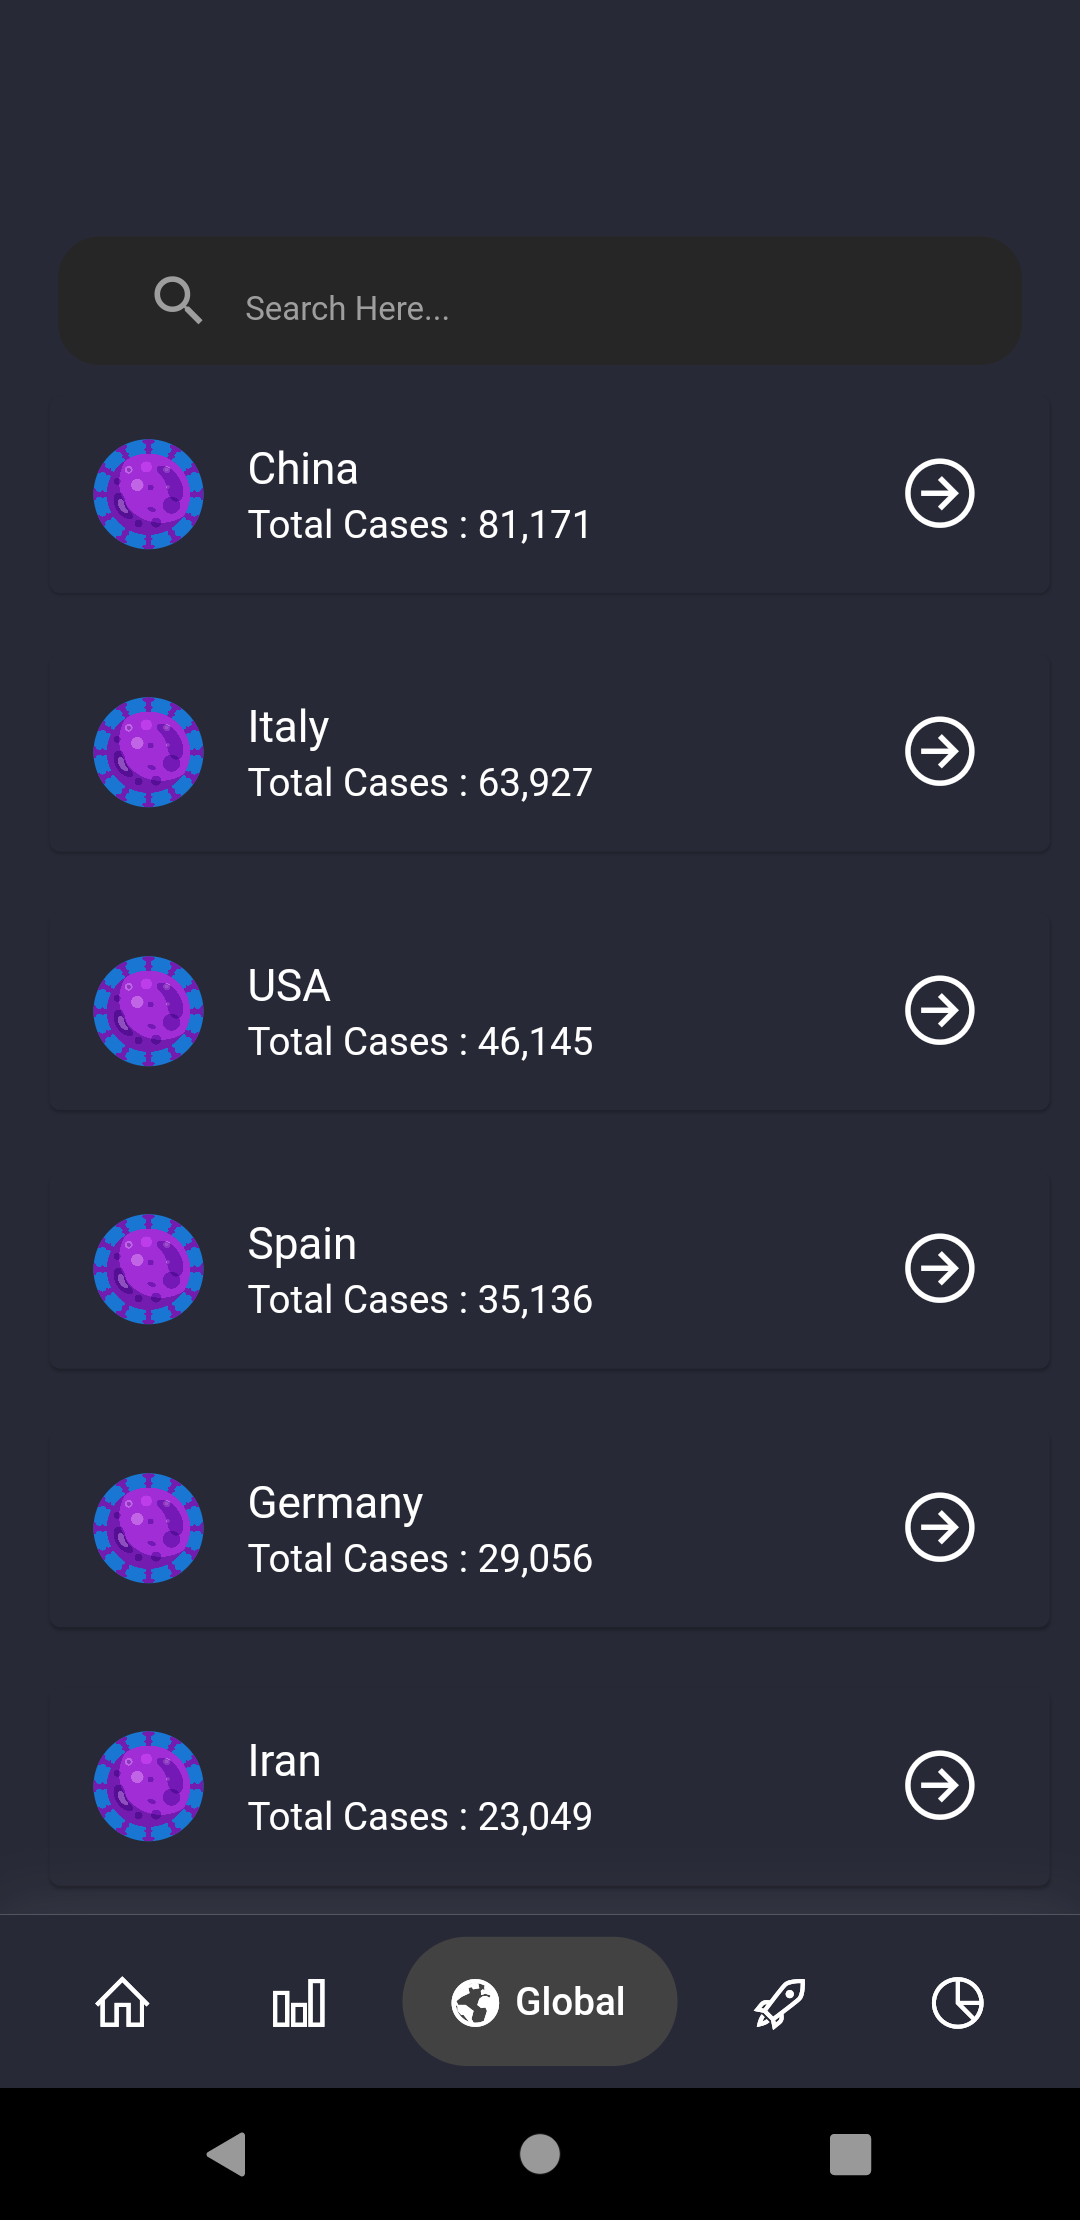 Search Here...
China
Total Cases : 81,171
Italy
Total Cases : 63,927
USA
Total Cases : 46,145
Spain
Total Cases : 35,136
Germany
Total Cases : 29,056
Iran
Total Cases : 23,049
Global